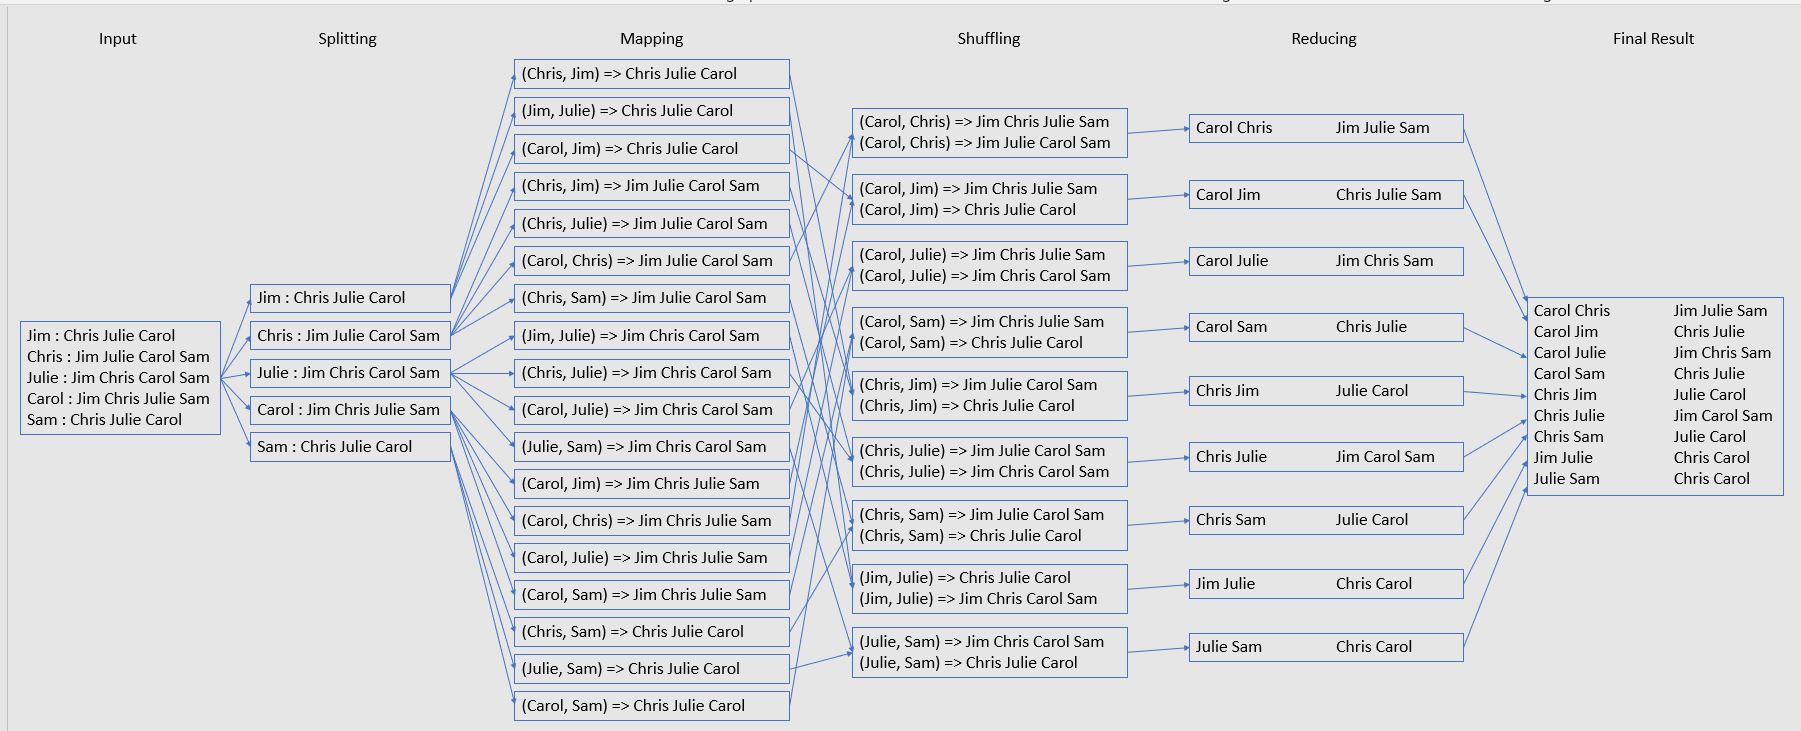 Input
Splitting
Mapping
Shuffling
Reducing
Final Result
Jim : Chris Julie Carol
Chris : Jim Julie Carol Sam
Julie : Jim Chris Carol Sam
Carol : Jim Chris Julie Sam
Sam : Chris Julie Carol
Jim : Chris Julie Carol
Chris : Jim Julie Carol Sam
Julie : Jim Chris Carol Sam
Carol : Jim Chris Julie Sam
Sam : Chris Julie Carol
(Chris, Jim) => Chris Julie Carol
(Jim, Julie) => Chris Julie Carol
(Carol, Jim) => Chris Julie Carol
(Chris, Jim) => Jim Julie Carol Sam
(Chris, Julie) => Jim Julie Carol Sam
(Carol, Chris) => Jim Julie Carol Sam
(Chris, Sam) => Jim Julie Carol Sam
(Jim, Julie) => Jim Chris Carol Sam
(Chris, Julie) => Jim Chris Carol Sam
(Carol, Julie) => Jim Chris Carol Sam
(Julie, Sam) => Jim Chris Carol Sam
(Carol, Jim) => Jim Chris Julie Sam
(Carol, Chris) => Jim Chris Julie Sam
(Carol, Julie) => Jim Chris Julie Sam
(Carol, Sam) => Jim Chris Julie Sam
(Chris, Sam) => Chris Julie Carol
(Julie, Sam) => Chris Julie Carol
(Carol, Sam) => Chris Julie Carol
(Carol, Chris) => Jim Chris Julie Sam
(Carol, Chris) => Jim Julie Carol Sam
(Carol, Jim) => Jim Chris Julie Sam
(Carol, Jim) => Chris Julie Carol
(Carol, Julie) => Jim Chris Julie Sam
(Carol, Julie) => Jim Chris Carol Sam
(Carol, Sam) => Jim Chris Julie Sam
(Carol, Sam) => Chris Julie Carol
(Chris, Jim) => Jim Julie Carol Sam
(Chris, Jim) => Chris Julie Carol
(Chris, Julie) => Jim Julie Carol Sam
(Chris, Julie) => Jim Chris Carol Sam
(Chris, Sam) => Jim Julie Carol Sam
(Chris, Sam) => Chris Julie Carol
(Jim, Julie) => Chris Julie Carol
(Jim, Julie) => Jim Chris Carol Sam
(Julie, Sam) => Jim Chris Carol Sam
(Julie, Sam) => Chris Julie Carol
Carol Chris Jim Julie Sam
Carol Jim Chris Julie Sam
Carol Julie Jim Chris Sam
Carol Sam Chris Julie
Chris Jim Julie Carol
Chris Julie Jim Carol Sam
Chris Sam Julie Carol
Jim Julie Chris Carol
Julie Sam Chris Carol
Carol Chris Jim Julie Sam
Carol Jim Chris Julie
Carol Julie Jim Chris Sam
Carol Sam Chris Julie
Chris Jim Julie Carol
Chris Julie Jim Carol Sam
Chris Sam Julie Carol
Jim Julie Chris Carol
Julie Sam Chris Carol